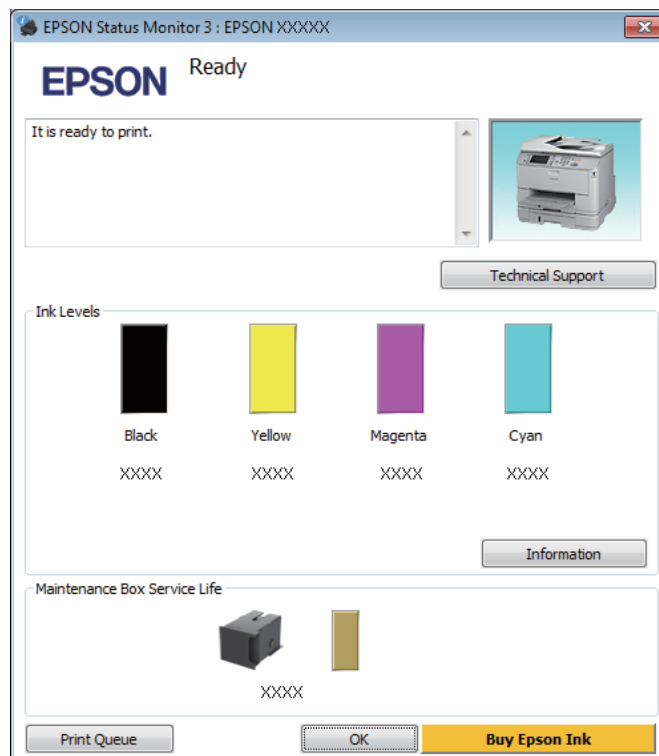 EPSON Status Monitor 3 : EPSON XXXXX
EPSON
Ready
It is ready to print.
Technical Support
Ink Levels
Black Yellow Magenta Cyan
XXXX XXXX XXXX XXXX
Information
Maintenance Box Service Life
XXXX
Print Queue OK Buy Epson Ink